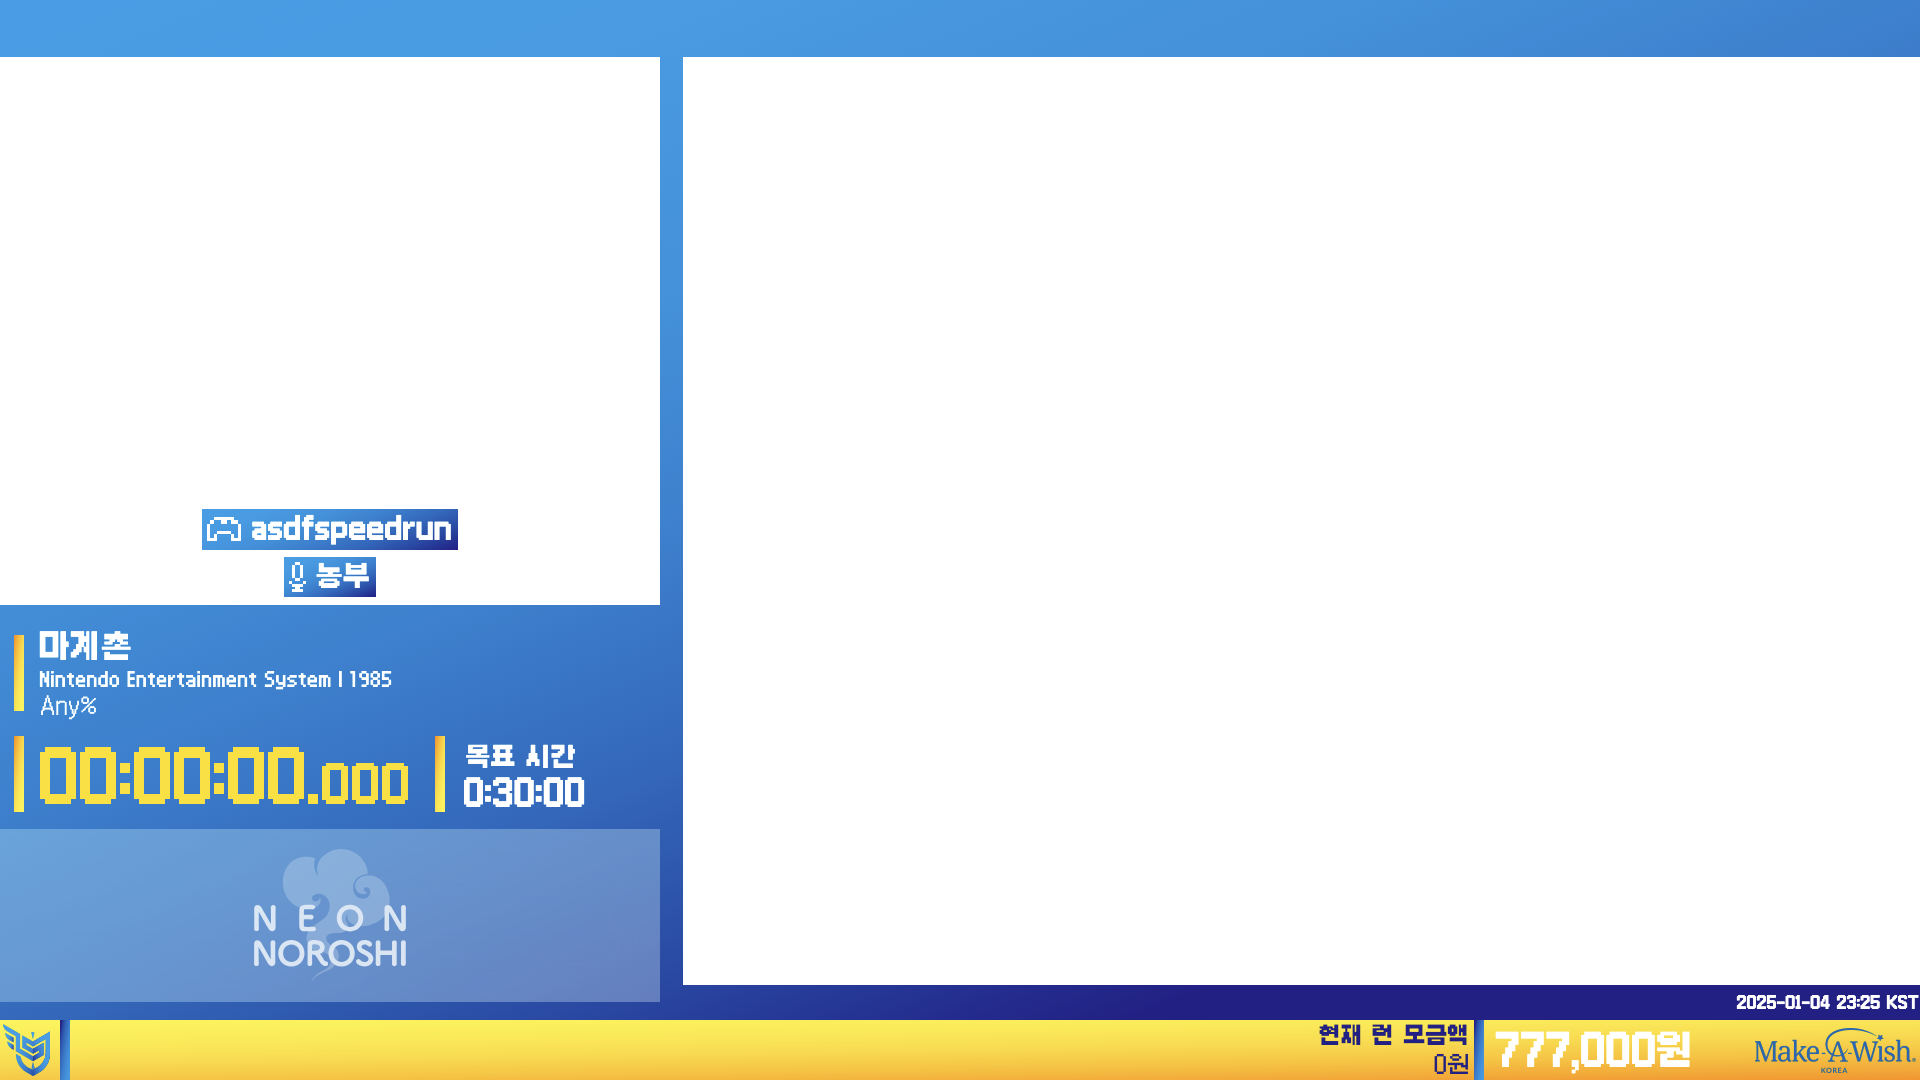 asdfspeedrun
농부
마계촌
Nintendo Entertainment System | 1985
Any%
00:00:00.000
목표 시간
0:30:00
NEON
NOROSHI
2025-01-04 23:25 KST
현재 런 모금액
0원
777,000원
Make-A-Wish.
KOREA